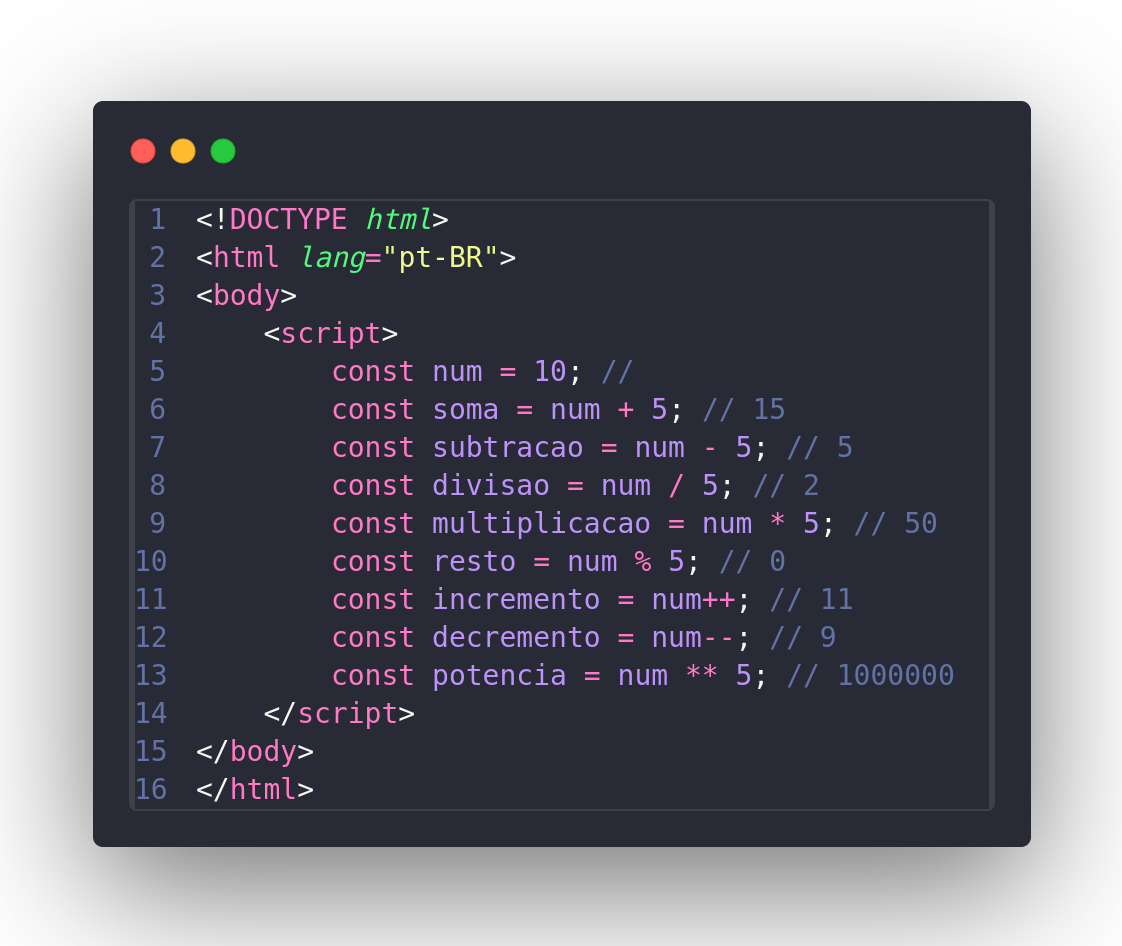 1 <!DOCTYPE html>
2 <html lang="pt-BR">
3 <body>
4     <script>
5         const num = 10; //
6         const soma = num + 5; // 15
7         const subtracao = num - 5; // 5
8         const divisao = num / 5; // 2
9         const multiplicacao = num * 5; // 50
10         const resto = num % 5; // 0
11         const incremento = num++; // 11
12         const decremento = num--; // 9
13         const potencia = num ** 5; // 1000000
14     </script>
15 </body>
16 </html>